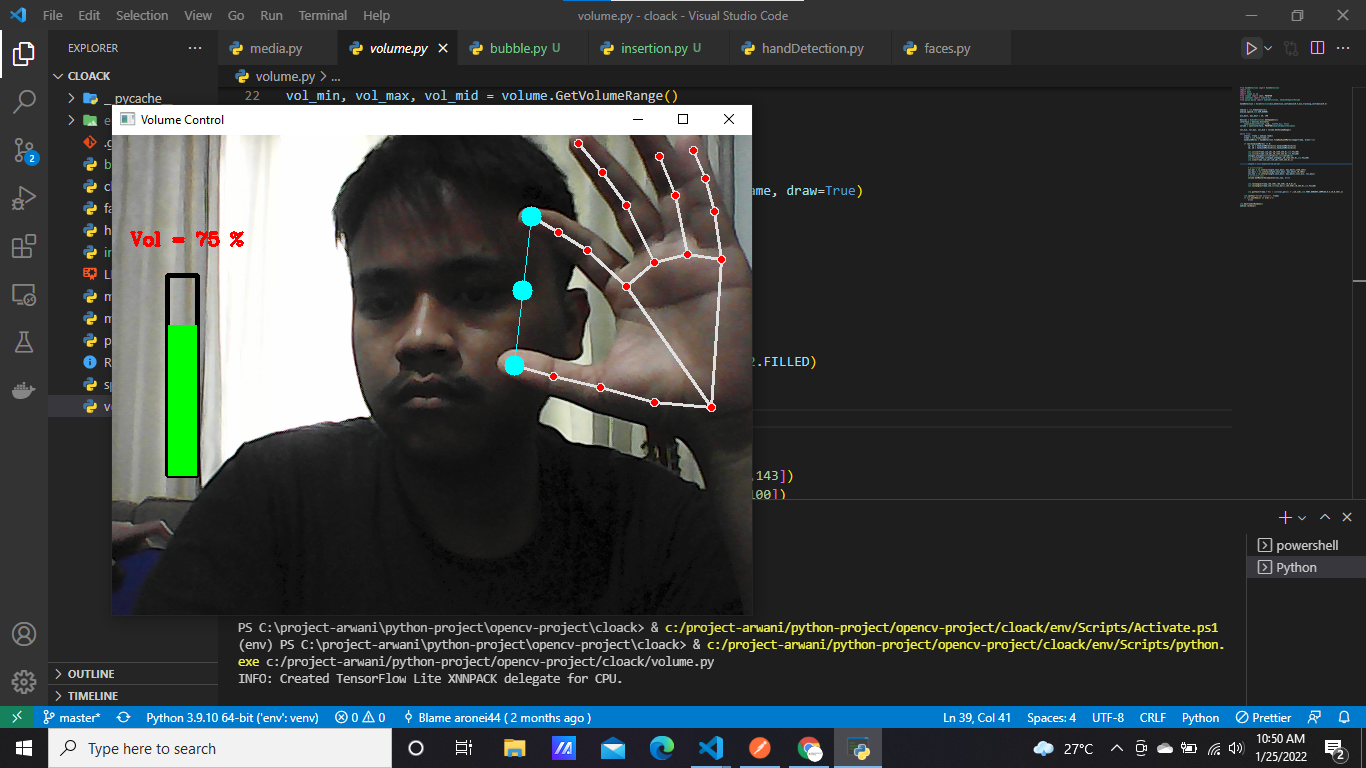 File Edit Selection View Go Run Terminal Help
volume.py - cloack - Visual Studio Code
EXPLORER
media.py
volume.py
bubble.py U
insertion.py U
handDetection.py
faces.py
CLOACK
volume.py > ...
__pycache__
22 vol_min, vol_max, vol_mid = volume.GetVolumeRange()
Volume Control
Vol = 75 %
ame, draw=True)
2.FILLED)
143])
100])
powershell
Python
PS C:\project-arwani\python-project\opencv-project\cloack> & c:/project-arwani/python-project/opencv-project/cloack/env/Scripts/Activate.ps1
(env) PS C:\project-arwani\python-project\opencv-project\cloack> & c:/project-arwani/python-project/opencv-project/cloack/env/Scripts/python.
exe c:/project-arwani/python-project/opencv-project/cloack/volume.py
INFO: Created TensorFlow Lite XNNPACK delegate for CPU.
OUTLINE
TIMELINE
master* Python 3.9.10 64-bit ('env': venv) 0 0 Blame aronei44 ( 2 months ago ) Ln 39, Col 41 Spaces: 4 UTF-8 CRLF Python Prettier
Type here to search
27°C
10:50 AM
1/25/2022
2